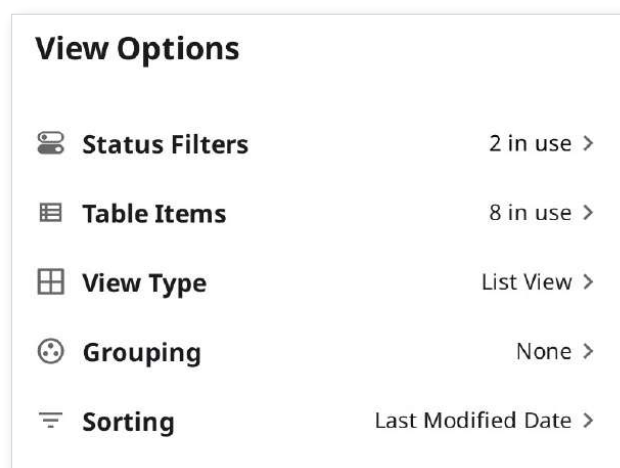 View Options
Status Filters 2 in use
Table Items 8 in use
View Type List View
Grouping None
Sorting Last Modified Date